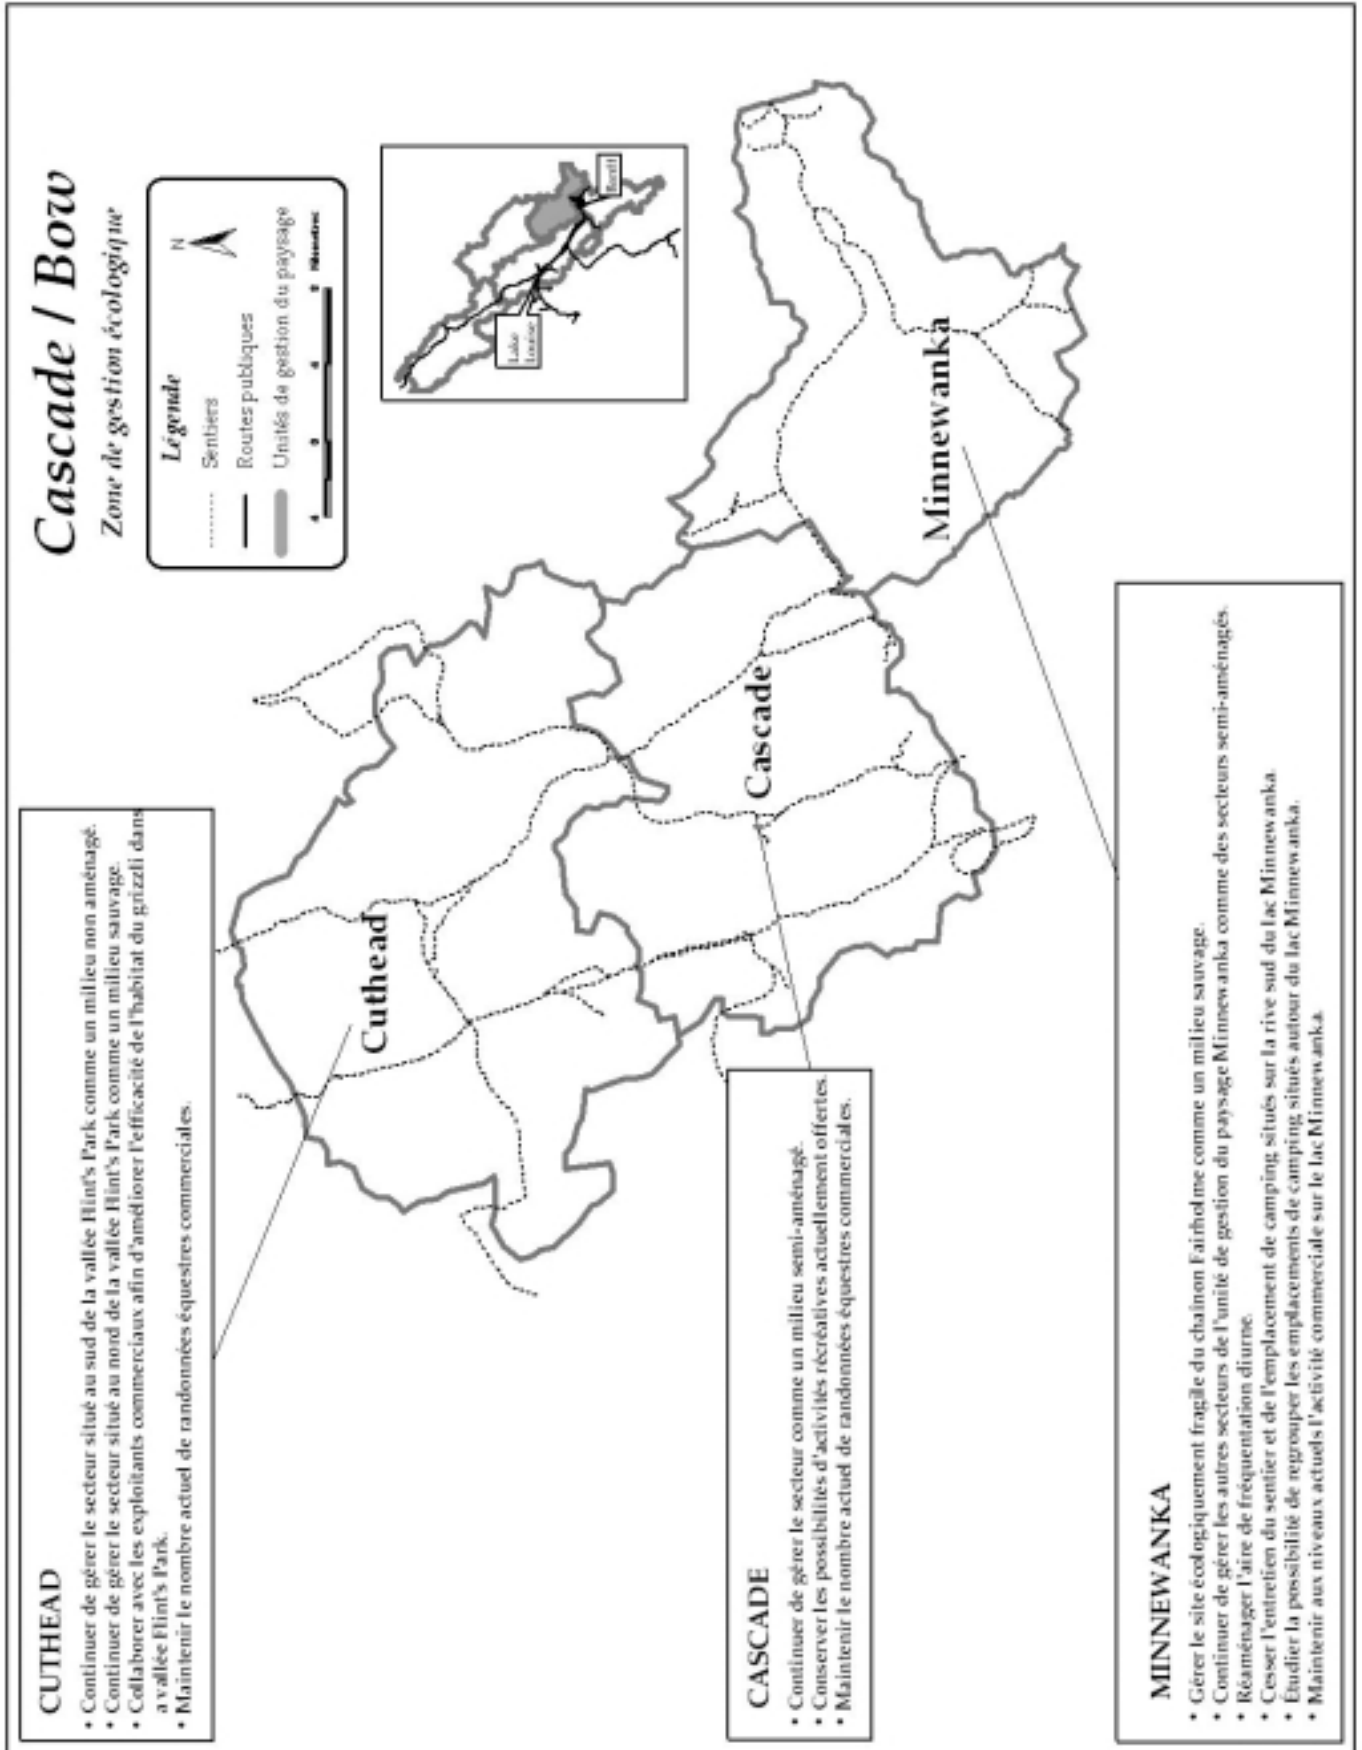 Cascade / Bow
Zone de gestion écologique
Légende
N
Sentiers
Routes publiques
Unités de gestion du paysage
Lake
Louise
Banff
CUTHEAD
• Continuer de gérer le secteur situé au sud de la vallée Flint's Park comme un milieu non aménagé.
• Continuer de gérer le secteur situé au nord de la vallée Flint's Park comme un milieu sauvage.
• Collaborer avec les exploitants commerciaux afin d'améliorer l'efficacité de l'habitat du grizzli dans
a vallée Flint's Park.
• Maintenir le nombre actuel de randonnées équestres commerciales.
Cuthead
Cascade
Minnewanka
CASCADE
• Continuer de gérer le secteur comme un milieu semi-aménagé.
• Conserver les possibilités d'activités récréatives actuellement offertes.
• Maintenir le nombre actuel de randonnées équestres commerciales.
MINNEWANKA
• Gérer le site écologiquement fragile du chaînon Fairholme comme un milieu sauvage.
• Continuer de gérer les autres secteurs de l'unité de gestion du paysage Minnewanka comme des secteurs semi-aménagés.
• Réaménager l'aire de fréquentation diurne.
• Cesser l'entretien du sentier et de l'emplacement de camping situés sur la rive sud du lac Minnewanka.
• Étudier la possibilité de regrouper les emplacements de camping situés autour du lac Minnewanka.
• Maintenir aux niveaux actuels l'activité commerciale sur le lac Minnewanka.